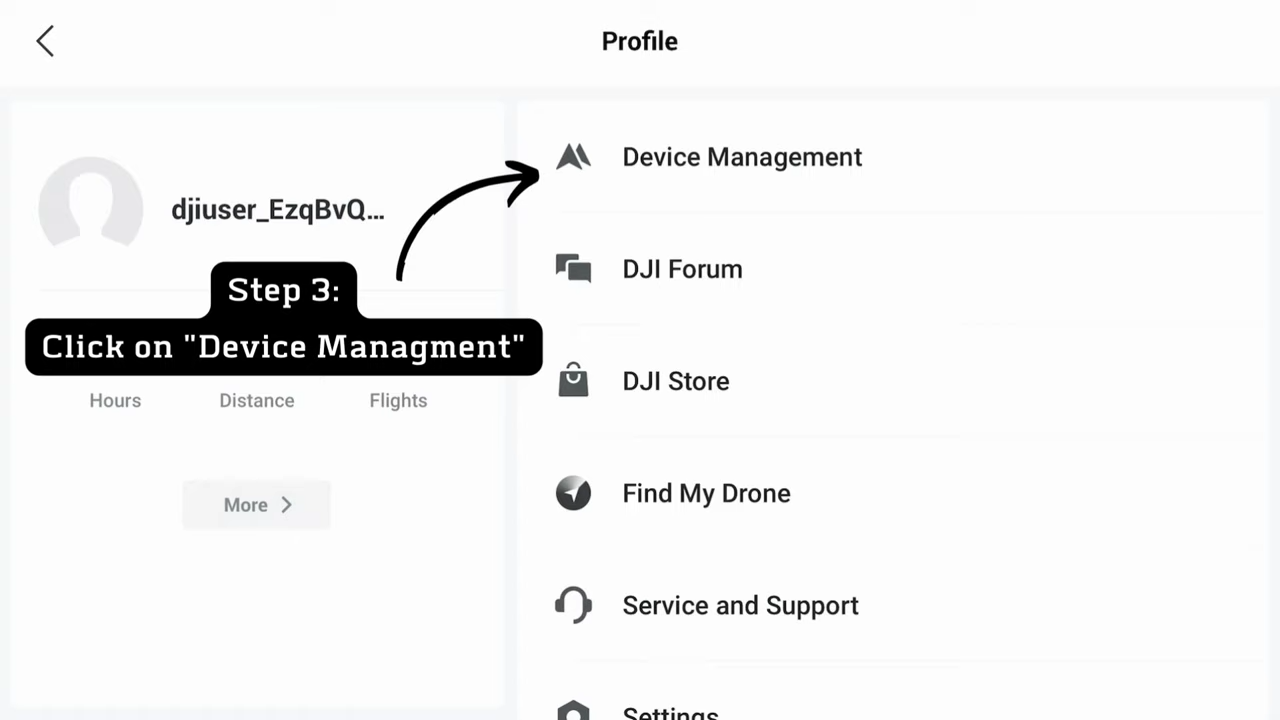 Profile
djiuser_EzqBvQ...
Step 3:
Click on "Device Managment"
Hours Distance Flights
More
Device Management
DJI Forum
DJI Store
Find My Drone
Service and Support
Settings